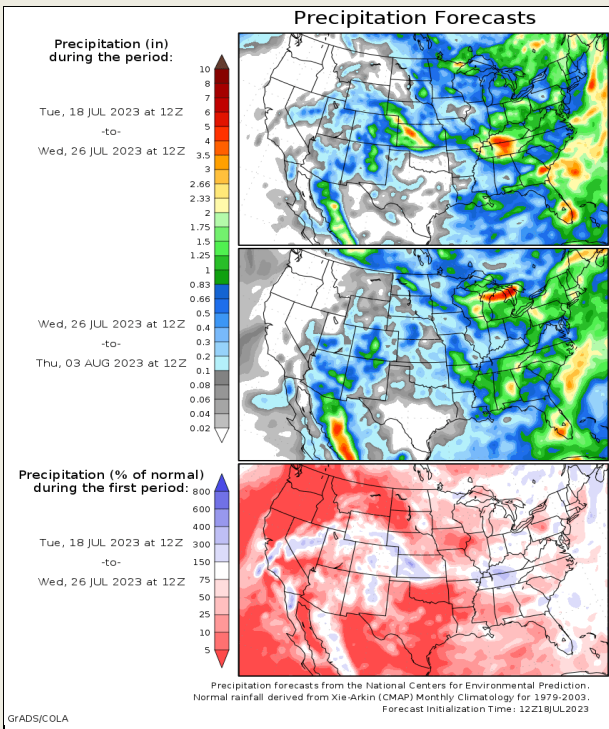 Precipitation Forecasts
Precipitation (in)
during the period:
Tue, 18 JUL 2023 at 12Z
-to-
Wed, 26 JUL 2023 at 12Z
Wed, 26 JUL 2023 at 12Z
-to-
Thu, 03 AUG 2023 at 12Z
10
8
7
6
5
4
3.5
3
2.66
2.33
2
1.75
1.5
1.25
1
0.83
0.66
0.5
0.4
0.3
0.2
0.1
0.08
0.06
0.04
0.02
Precipitation (% of normal)
during the first period:
Tue, 18 JUL 2023 at 12Z
-to-
Wed, 26 JUL 2023 at 12Z
800
600
400
300
150
75
50
25
10
5
Precipitation forecasts from the National Centers for Environmental Prediction.
Normal rainfall derived from Xie-Arkin (CMAP) Monthly Climatology for 1979-2003.
Forecast Initialization Time: 12Z18JUL2023
GrADS/COLA